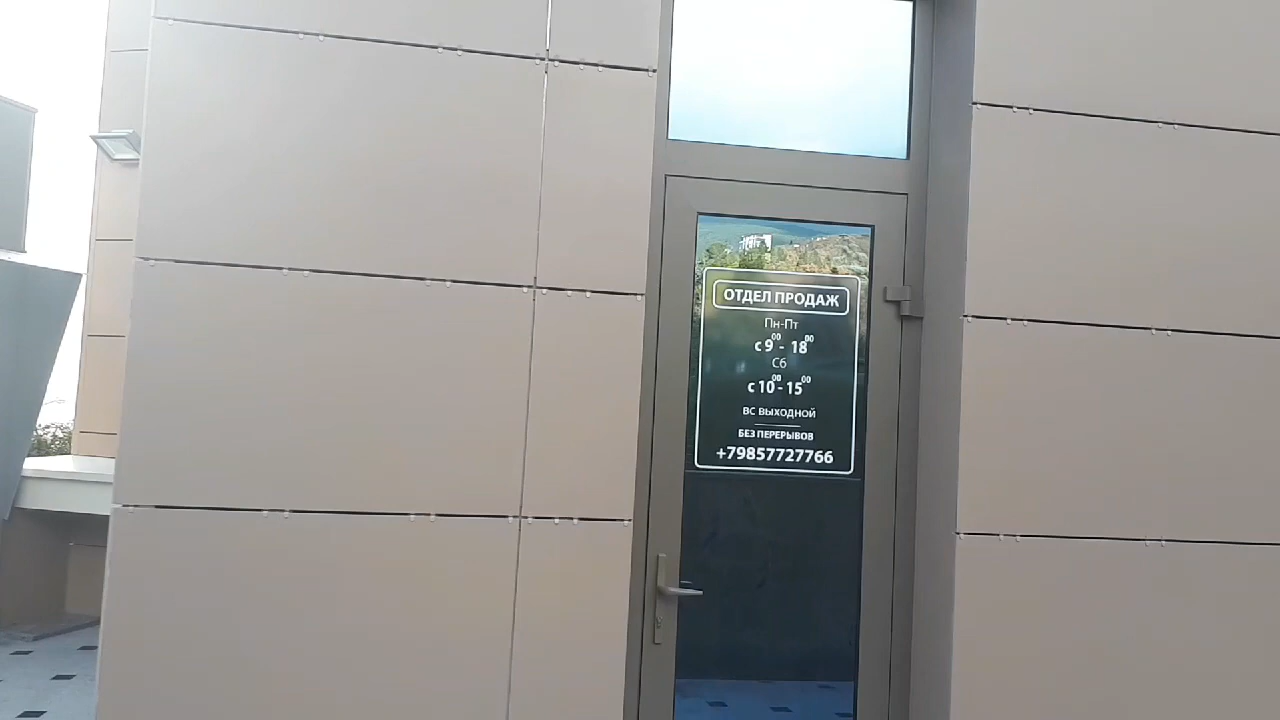 ОТДЕЛ ПРОДАЖ
Пн-Пт
с 9⁰⁰ - 18⁰⁰
Сб
с 10⁰⁰ - 15⁰⁰
ВС ВЫХОДНОЙ
БЕЗ ПЕРЕРЫВОВ
+79857727766